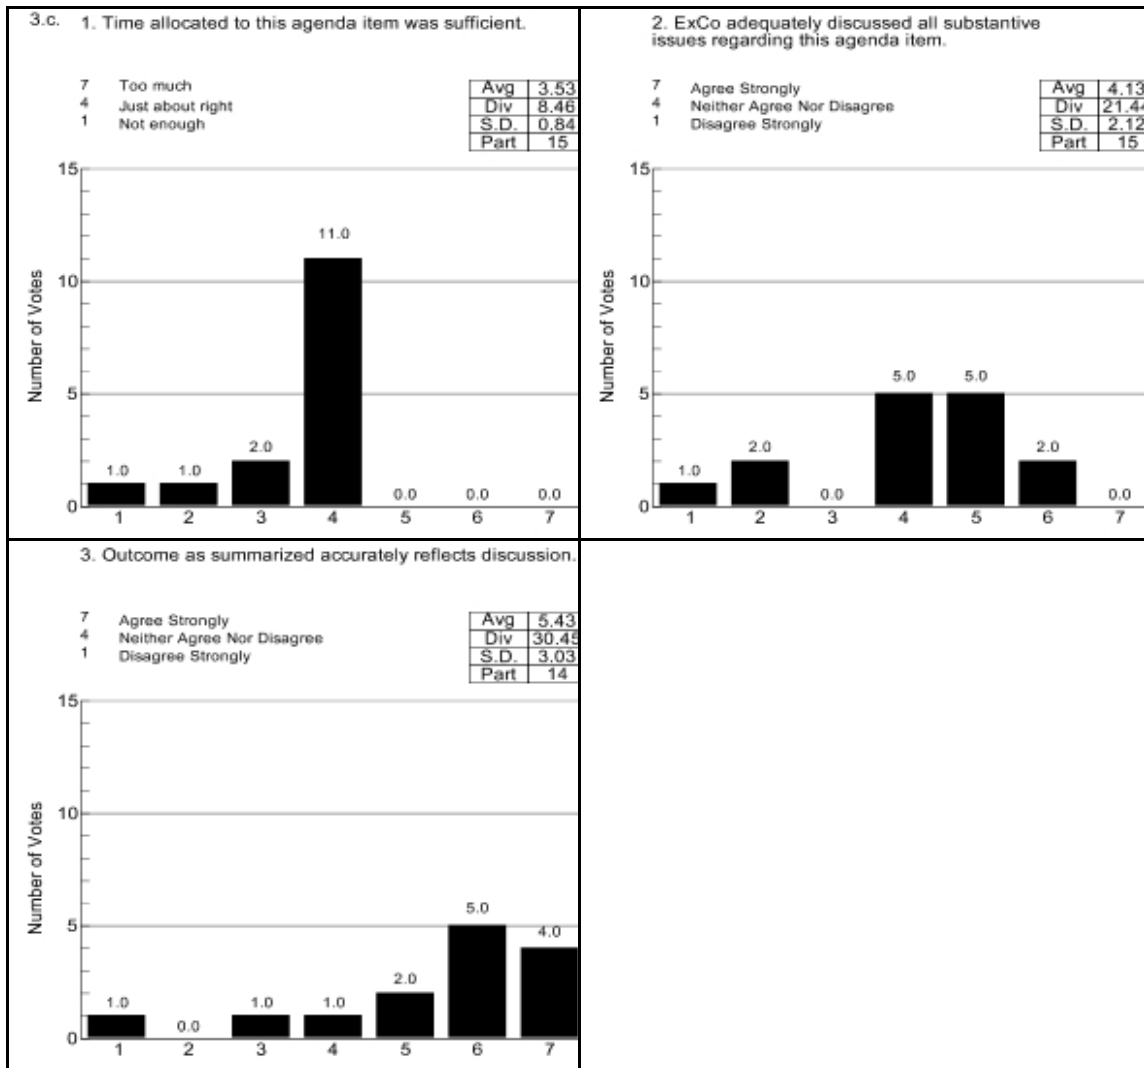 3.c. 1. Time allocated to this agenda item was sufficient.
7 Too much
4 Just about right
1 Not enough
Avg 3.53
Div 8.46
S.D. 0.84
Part 15
Number of Votes
15
10
5
0
1.0 1.0 2.0 11.0 0.0 0.0 0.0
1 2 3 4 5 6 7
2. ExCo adequately discussed all substantive
issues regarding this agenda item.
7 Agree Strongly
4 Neither Agree Nor Disagree
1 Disagree Strongly
Avg 4.13
Div 21.44
S.D. 2.12
Part 15
Number of Votes
15
10
5
0
1.0 2.0 0.0 5.0 5.0 2.0 0.0
1 2 3 4 5 6 7
3. Outcome as summarized accurately reflects discussion.
7 Agree Strongly
4 Neither Agree Nor Disagree
1 Disagree Strongly
Avg 5.43
Div 30.45
S.D. 3.03
Part 14
Number of Votes
15
10
5
0
1.0 0.0 1.0 1.0 2.0 5.0 4.0
1 2 3 4 5 6 7